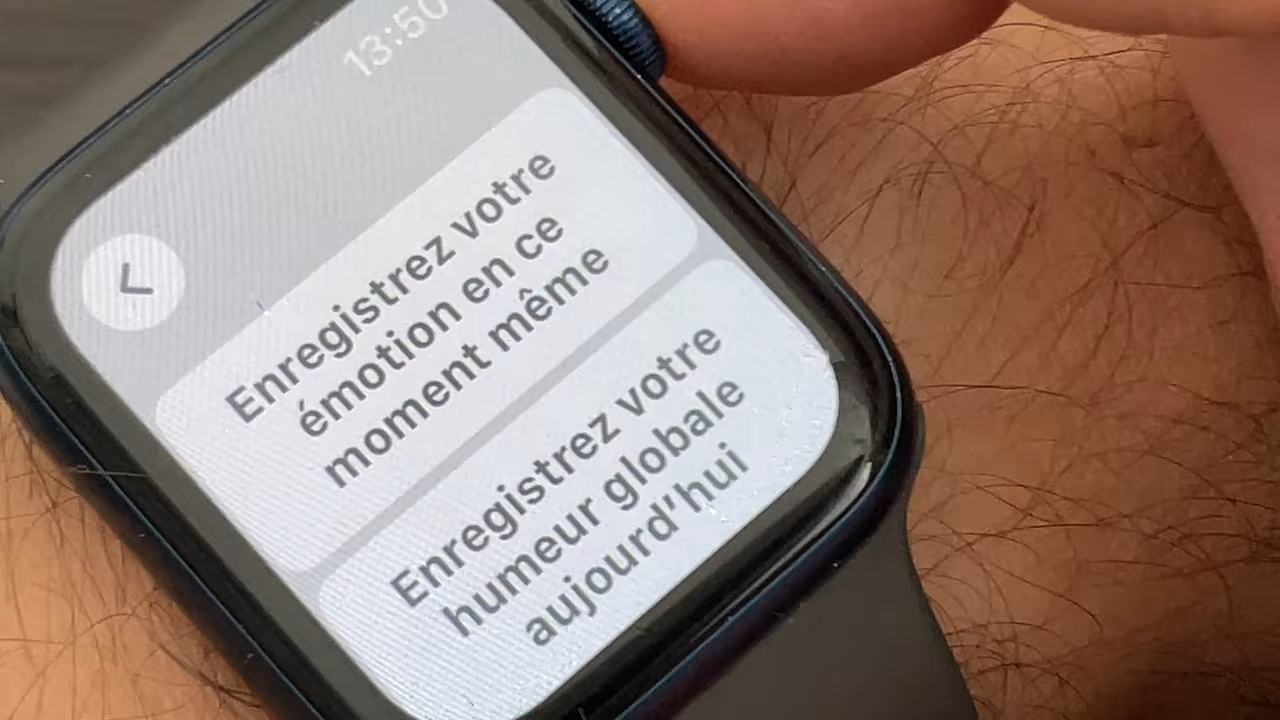 13:50
Enregistrez votre
émotion en ce
moment même
Enregistrez votre
humeur globale
aujourd'hui